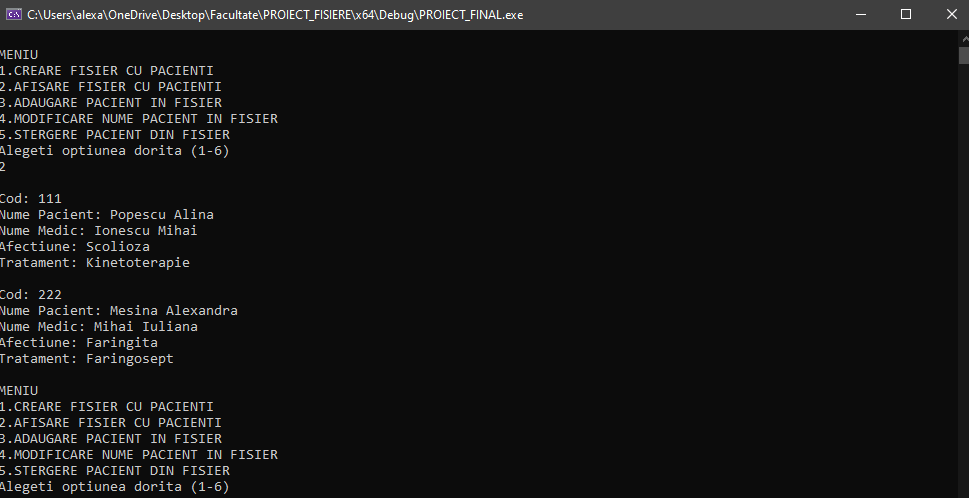 C:\Users\alexa\OneDrive\Desktop\Facultate\PROIECT_FISIERE\x64\Debug\PROIECT_FINAL.exe
MENIU
1.CREARE FISIER CU PACIENTI
2.AFISARE FISIER CU PACIENTI
3.ADAUGARE PACIENT IN FISIER
4.MODIFICARE NUME PACIENT IN FISIER
5.STERGERE PACIENT DIN FISIER
Alegeti optiunea dorita (1-6)
2
Cod: 111
Nume Pacient: Popescu Alina
Nume Medic: Ionescu Mihai
Afectiune: Scolioza
Tratament: Kinetoterapie
Cod: 222
Nume Pacient: Mesina Alexandra
Nume Medic: Mihai Iuliana
Afectiune: Faringita
Tratament: Faringosept
MENIU
1.CREARE FISIER CU PACIENTI
2.AFISARE FISIER CU PACIENTI
3.ADAUGARE PACIENT IN FISIER
4.MODIFICARE NUME PACIENT IN FISIER
5.STERGERE PACIENT DIN FISIER
Alegeti optiunea dorita (1-6)